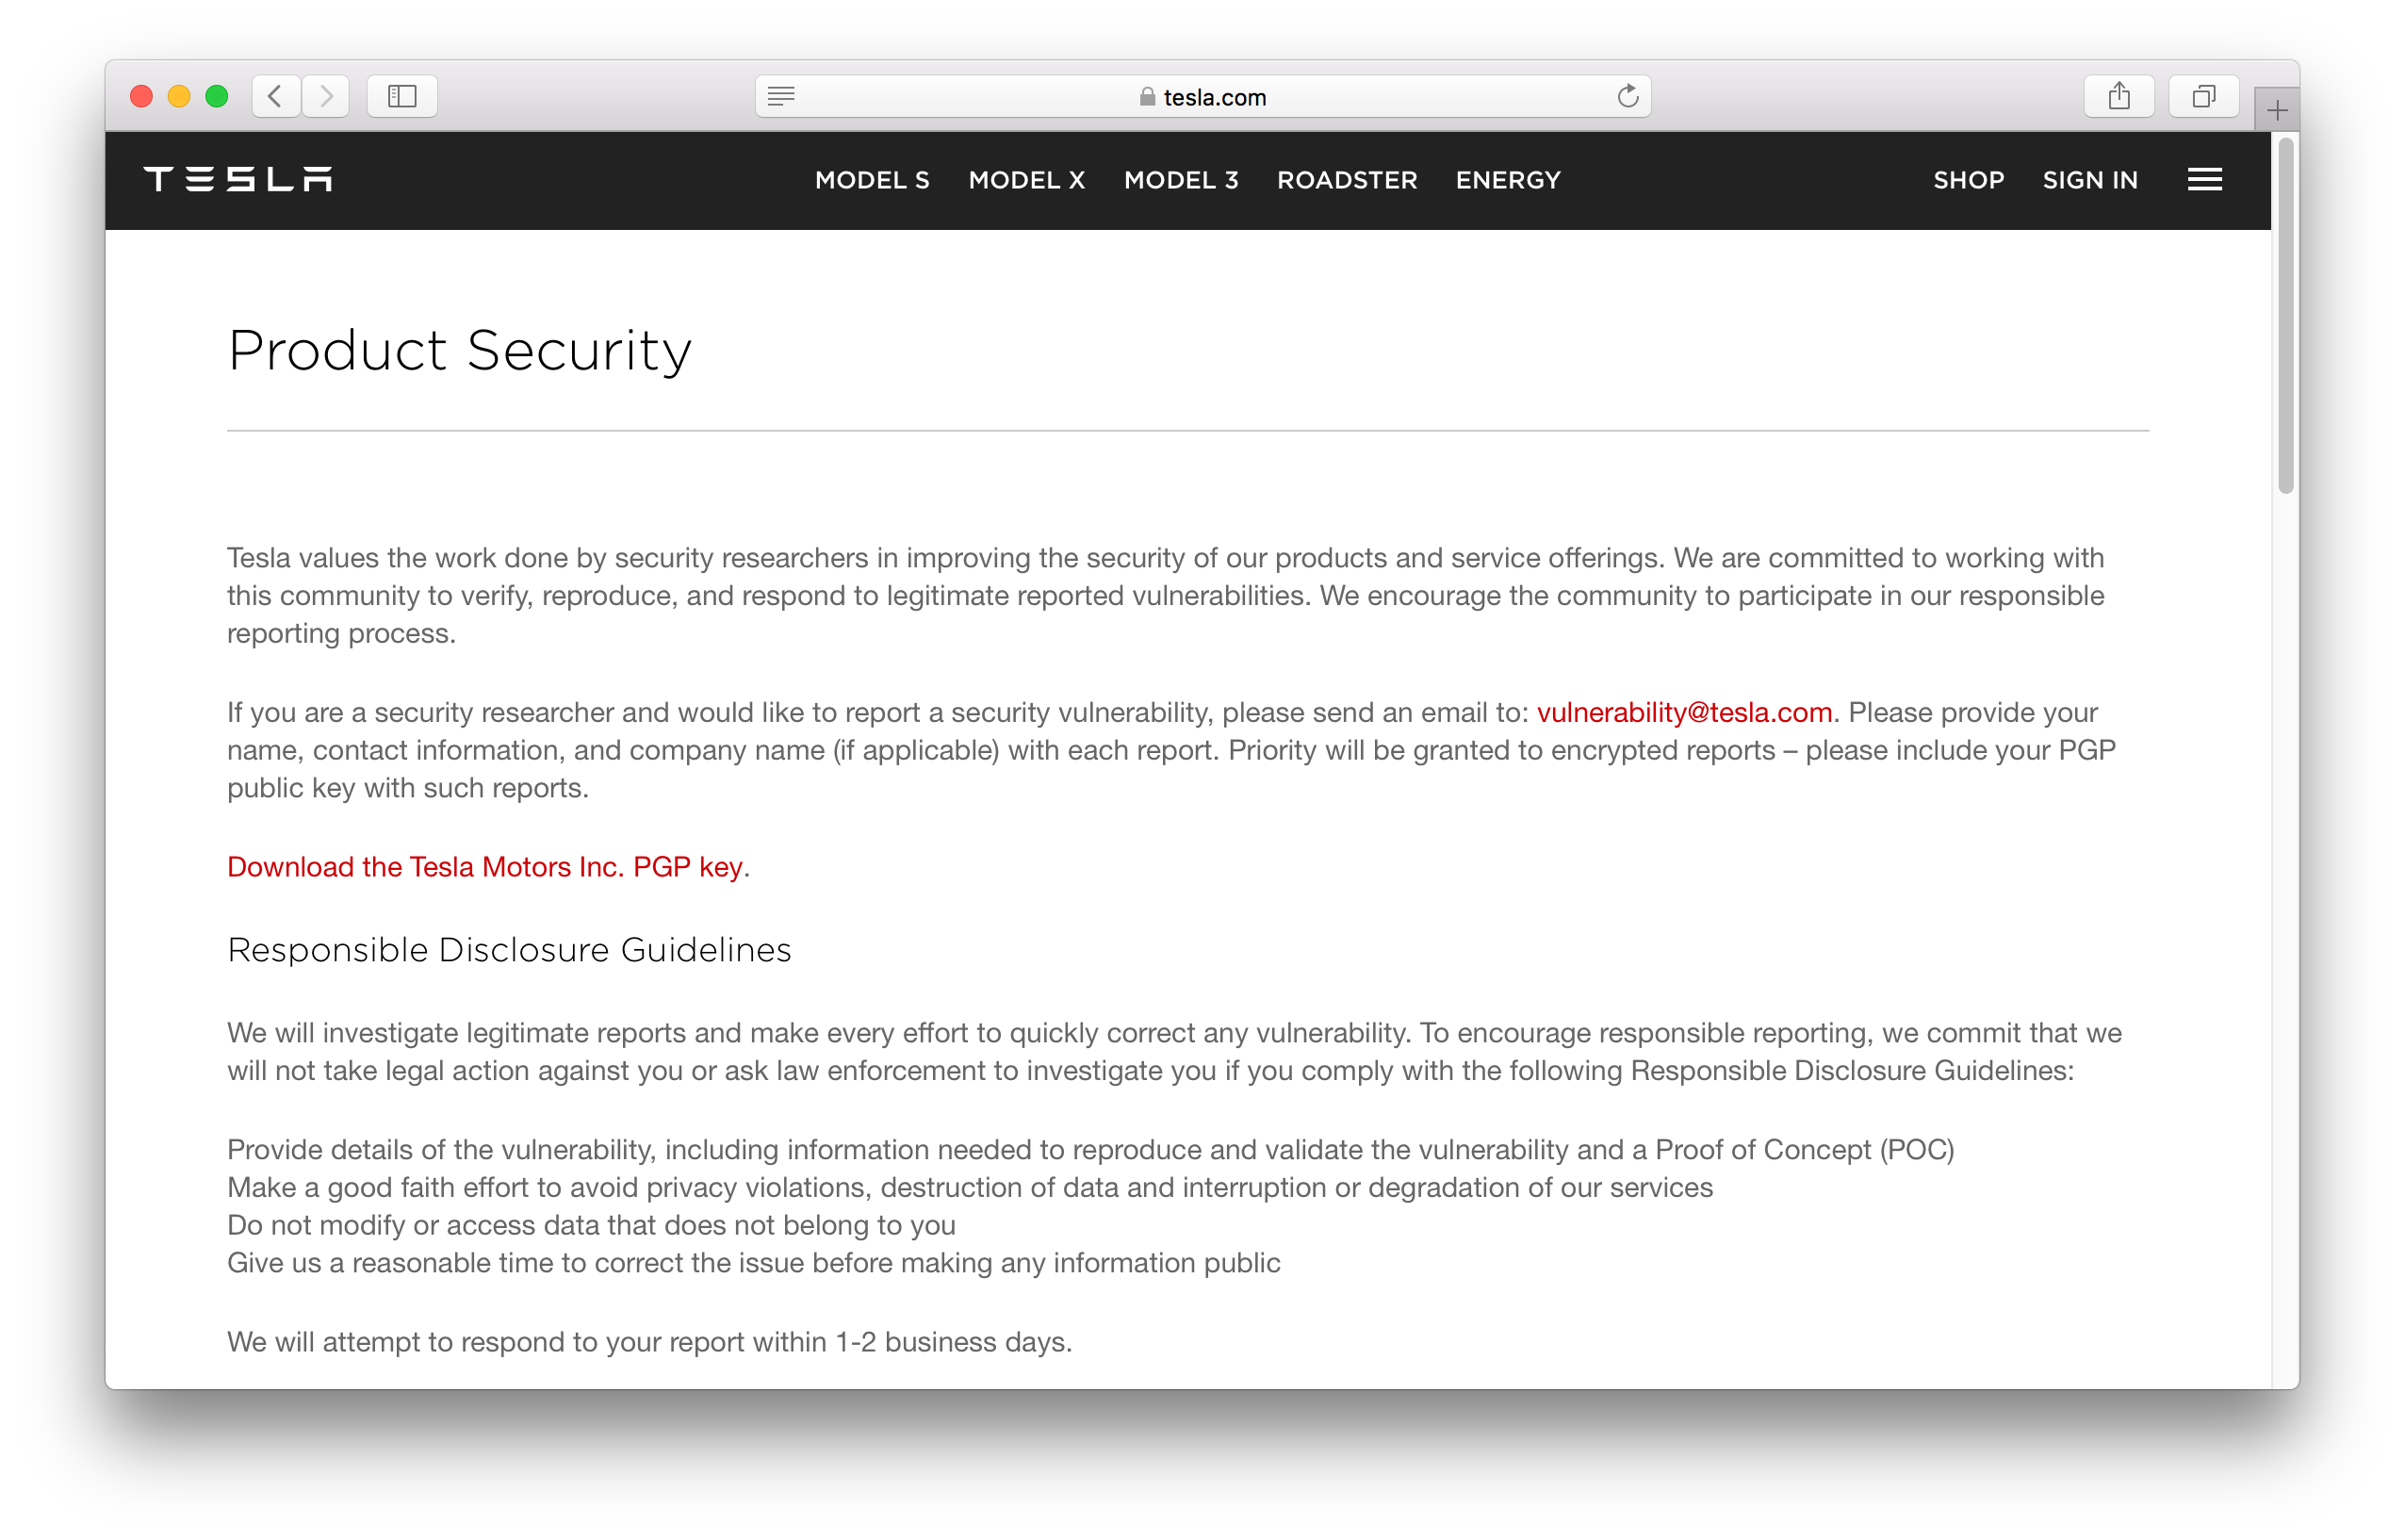 tesla.com
TESLA MODEL S MODEL X MODEL 3 ROADSTER ENERGY SHOP SIGN IN
Product Security
Tesla values the work done by security researchers in improving the security of our products and service offerings. We are committed to working with
this community to verify, reproduce, and respond to legitimate reported vulnerabilities. We encourage the community to participate in our responsible
reporting process.
If you are a security researcher and would like to report a security vulnerability, please send an email to: vulnerability@tesla.com. Please provide your
name, contact information, and company name (if applicable) with each report. Priority will be granted to encrypted reports – please include your PGP
public key with such reports.
Download the Tesla Motors Inc. PGP key.
Responsible Disclosure Guidelines
We will investigate legitimate reports and make every effort to quickly correct any vulnerability. To encourage responsible reporting, we commit that we
will not take legal action against you or ask law enforcement to investigate you if you comply with the following Responsible Disclosure Guidelines:
Provide details of the vulnerability, including information needed to reproduce and validate the vulnerability and a Proof of Concept (POC)
Make a good faith effort to avoid privacy violations, destruction of data and interruption or degradation of our services
Do not modify or access data that does not belong to you
Give us a reasonable time to correct the issue before making any information public
We will attempt to respond to your report within 1-2 business days.